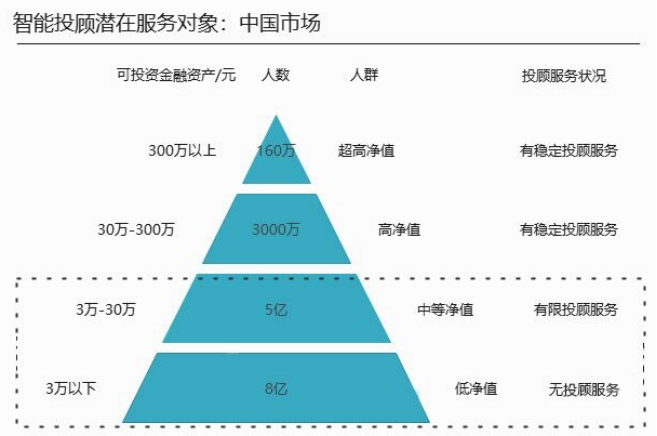 智能投顾潜在服务对象：中国市场
可投资金融资产/元 人数 人群 投顾服务状况
300万以上 160万 超高净值 有稳定投顾服务
30万-300万 3000万 高净值 有稳定投顾服务
3万-30万 5亿 中等净值 有限投顾服务
3万以下 8亿 低净值 无投顾服务